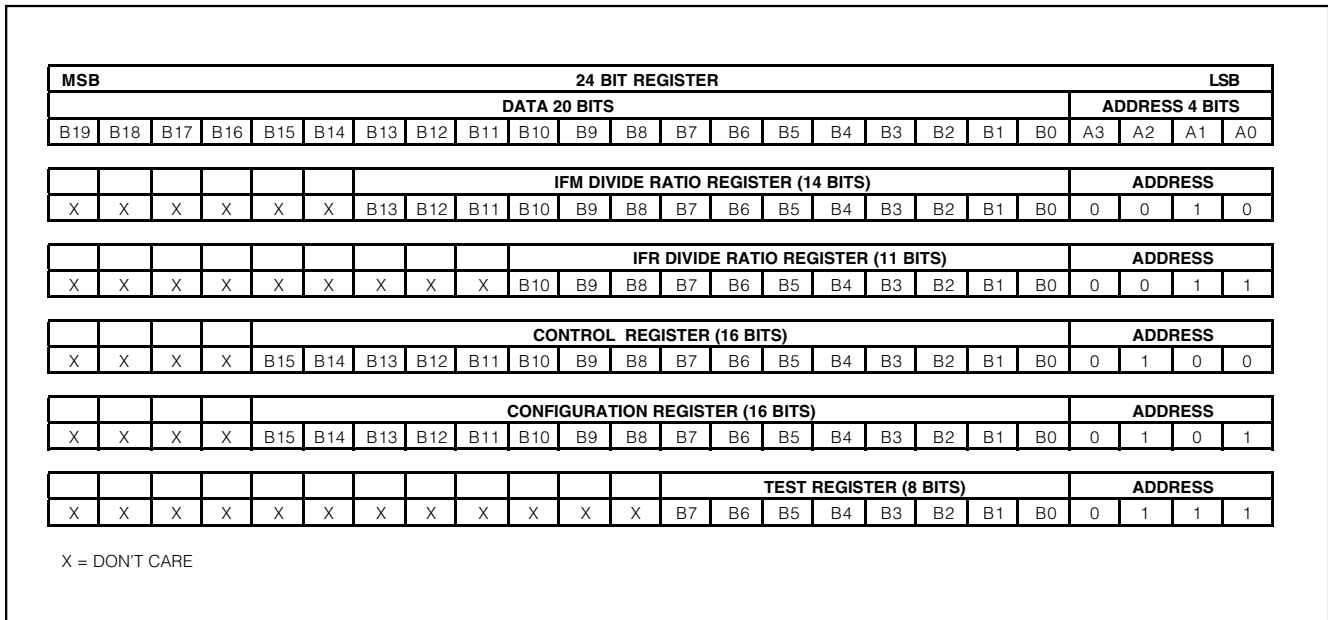 MSB 24 BIT REGISTER LSB
DATA 20 BITS ADDRESS 4 BITS
B19 B18 B17 B16 B15 B14 B13 B12 B11 B10 B9 B8 B7 B6 B5 B4 B3 B2 B1 B0 A3 A2 A1 A0
IFM DIVIDE RATIO REGISTER (14 BITS) ADDRESS
X X X X X X B13 B12 B11 B10 B9 B8 B7 B6 B5 B4 B3 B2 B1 B0 0 0 1 0
IFR DIVIDE RATIO REGISTER (11 BITS) ADDRESS
X X X X X X X X X B10 B9 B8 B7 B6 B5 B4 B3 B2 B1 B0 0 0 1 1
CONTROL REGISTER (16 BITS) ADDRESS
X X X X B15 B14 B13 B12 B11 B10 B9 B8 B7 B6 B5 B4 B3 B2 B1 B0 0 1 0 0
CONFIGURATION REGISTER (16 BITS) ADDRESS
X X X X B15 B14 B13 B12 B11 B10 B9 B8 B7 B6 B5 B4 B3 B2 B1 B0 0 1 0 1
TEST REGISTER (8 BITS) ADDRESS
X X X X X X X X X X X X B7 B6 B5 B4 B3 B2 B1 B0 0 1 1 1
X = DON'T CARE